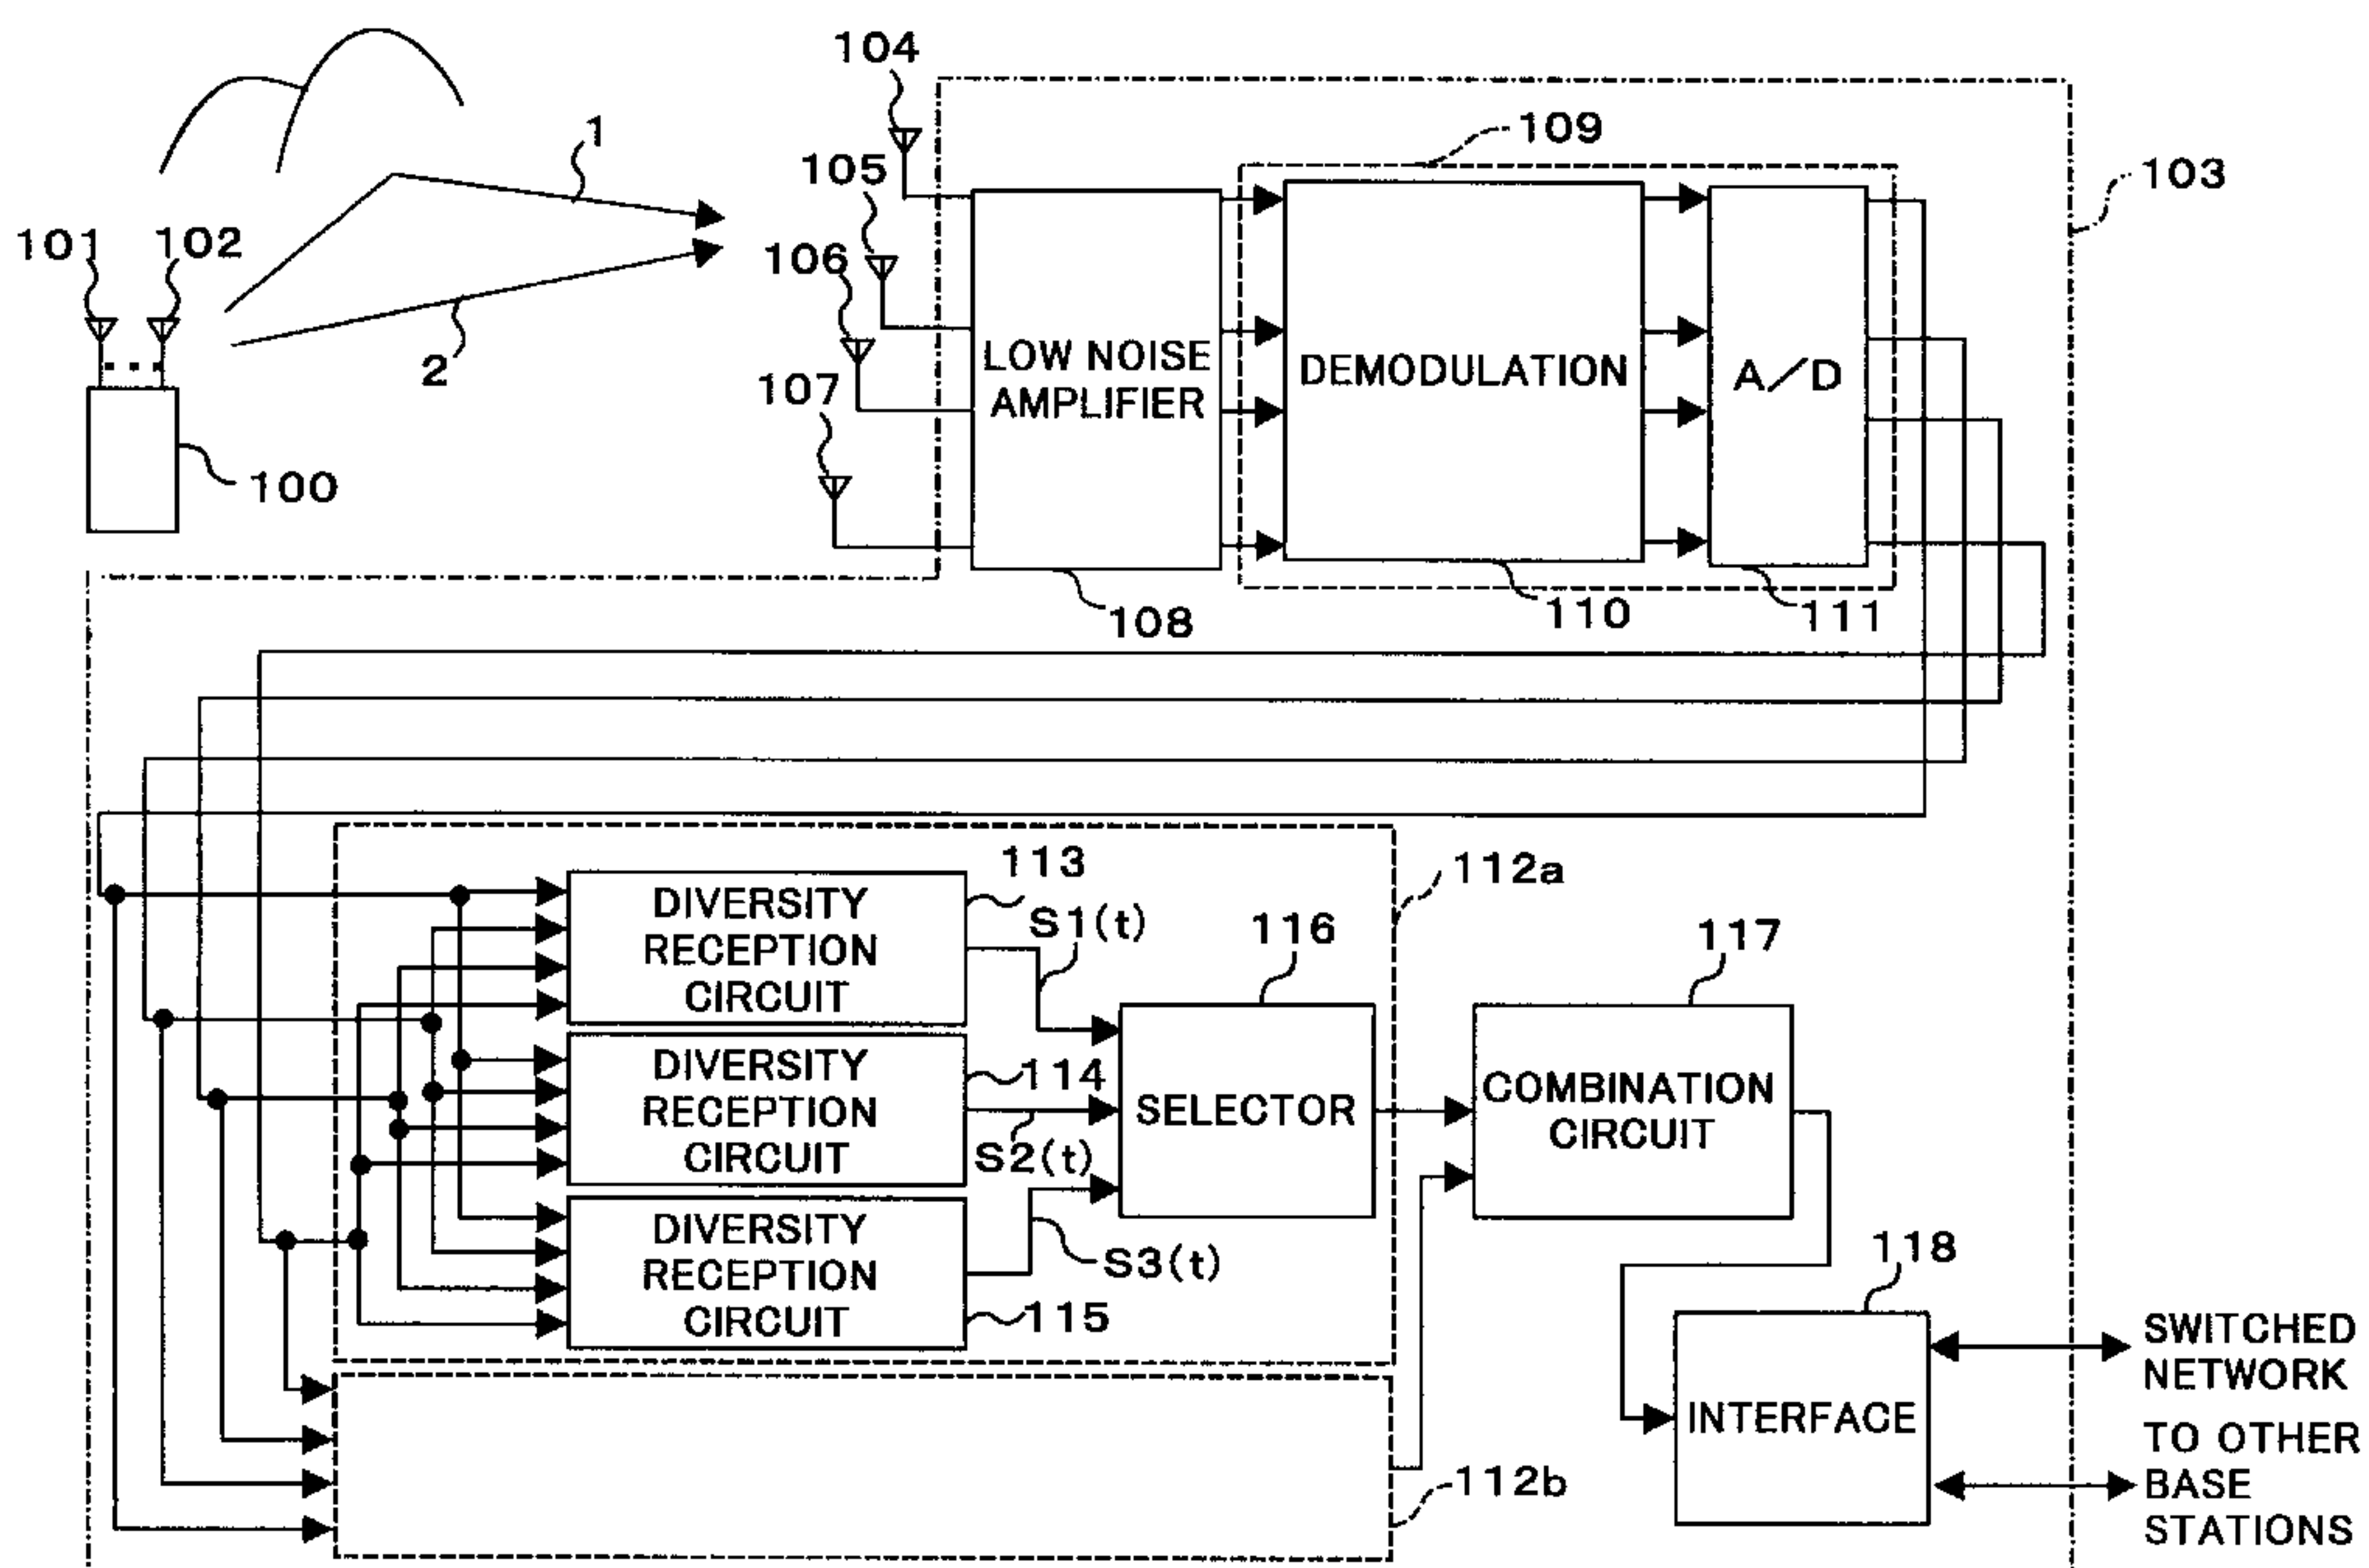 104
1
109
105
103
101
102
106
LOW NOISE
AMPLIFIER
DEMODULATION
A/D
2
107
100
108
110
111
113
112a
DIVERSITY
RECEPTION
CIRCUIT
S1(t)
116
117
DIVERSITY
RECEPTION
CIRCUIT
114
SELECTOR
COMBINATION
CIRCUIT
S2(t)
DIVERSITY
RECEPTION
CIRCUIT
S3(t)
115
118
INTERFACE
SWITCHED
NETWORK
TO OTHER
BASE
STATIONS
112b